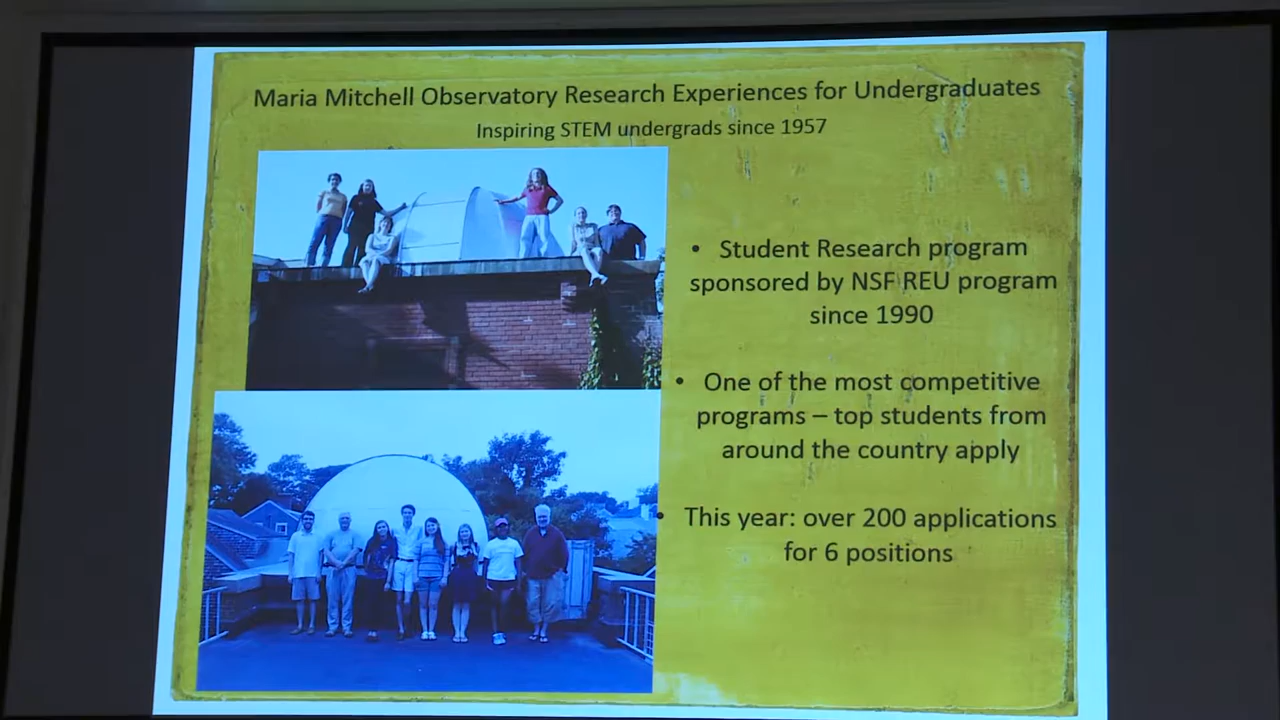 Maria Mitchell Observatory Research Experiences for Undergraduates
Inspiring STEM undergrads since 1957
• Student Research program
sponsored by NSF REU program
since 1990
• One of the most competitive
programs – top students from
around the country apply
• This year: over 200 applications
for 6 positions